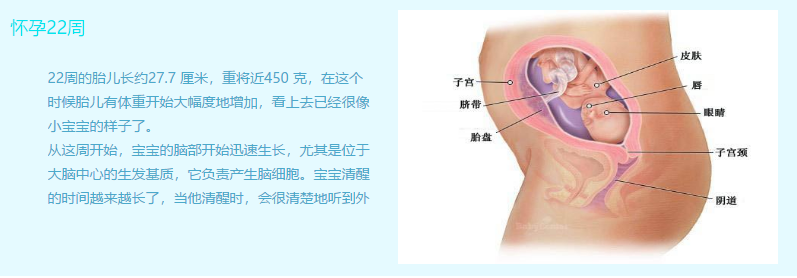 怀孕22周
22周的胎儿长约27.7 厘米，重将近450 克，在这个
时候胎儿有体重开始大幅度地增加，看上去已经很像
小宝宝的样子了。
从这周开始，宝宝的脑部开始迅速生长，尤其是位于
大脑中心的生发基质，它负责产生脑细胞。宝宝清醒
的时间越来越长了，当他清醒时，会很清楚地听到外
皮肤
子宫
唇
脐带
眼睛
胎盘
子宫颈
阴道